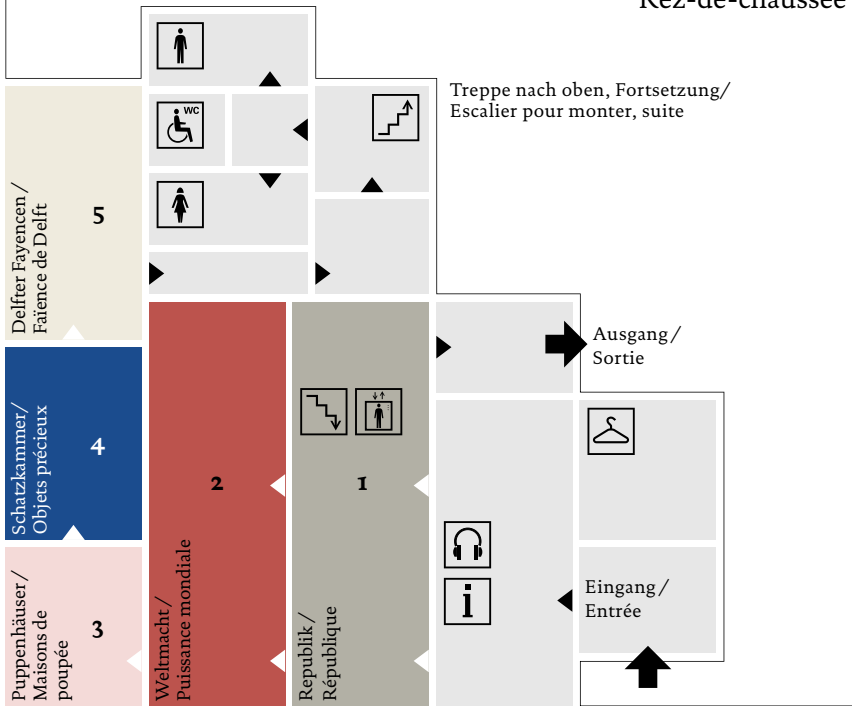 Rez-de-chaussée
Treppe nach oben, Fortsetzung/
Escalier pour monter, suite
WC
Delfter Fayencen /
Faïence de Delft
5
Ausgang /
Sortie
Schatzkammer/
Objets précieux
4
2
1
Weltmacht /
Puissance mondiale
Republik /
République
i
Eingang /
Entrée
Puppenhäuser /
Maisons de
poupée
3